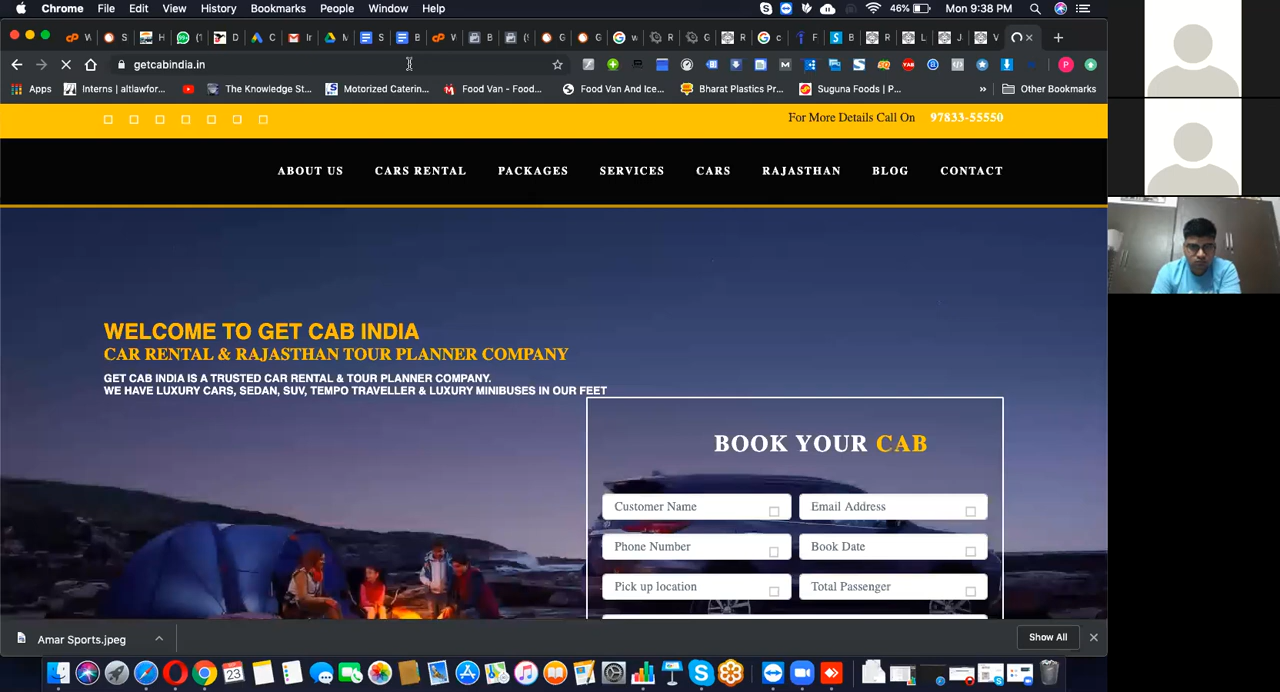 Chrome File Edit View History Bookmarks People Window Help 46% Mon 9:38 PM
getcabindia.in
Apps Interns | altlawfor... The Knowledge St... Motorized Caterin... Food Van - Food... Food Van And Ice... Bharat Plastics Pr... Suguna Foods | P... » Other Bookmarks
For More Details Call On 97833-55550
ABOUT US CARS RENTAL PACKAGES SERVICES CARS RAJASTHAN BLOG CONTACT
WELCOME TO GET CAB INDIA
CAR RENTAL & RAJASTHAN TOUR PLANNER COMPANY
GET CAB INDIA IS A TRUSTED CAR RENTAL & TOUR PLANNER COMPANY.
WE HAVE LUXURY CARS, SEDAN, SUV, TEMPO TRAVELLER & LUXURY MINIBUSES IN OUR FEET
BOOK YOUR CAB
Customer Name Email Address
Phone Number Book Date
Pick up location Total Passenger
Amar Sports.jpeg Show All